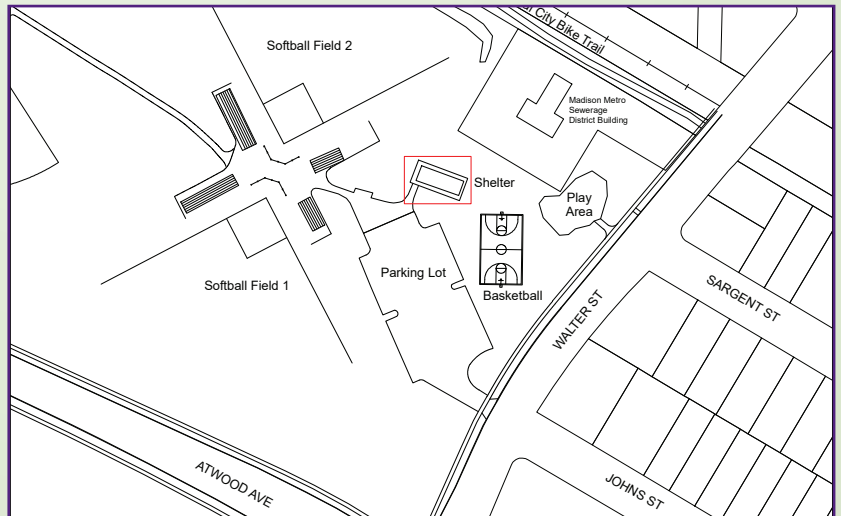 City Bike Trail
Softball Field 2
Madison Metro
Sewerage
District Building
Shelter
Play
Area
Parking Lot
SARGENT ST
Softball Field 1
Basketball
WALTER ST
ATWOOD AVE
JOHNS ST